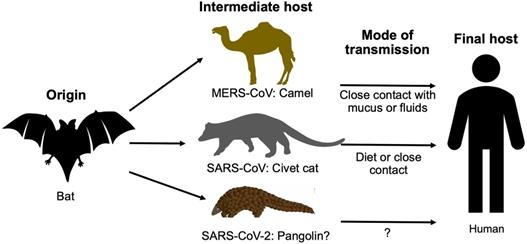 Intermediate host
Mode of
transmission
Final host
Origin
MERS-CoV: Camel
Close contact with
mucus or fluids
SARS-CoV: Civet cat
Diet or close
contact
Bat
SARS-CoV-2: Pangolin?
?
Human